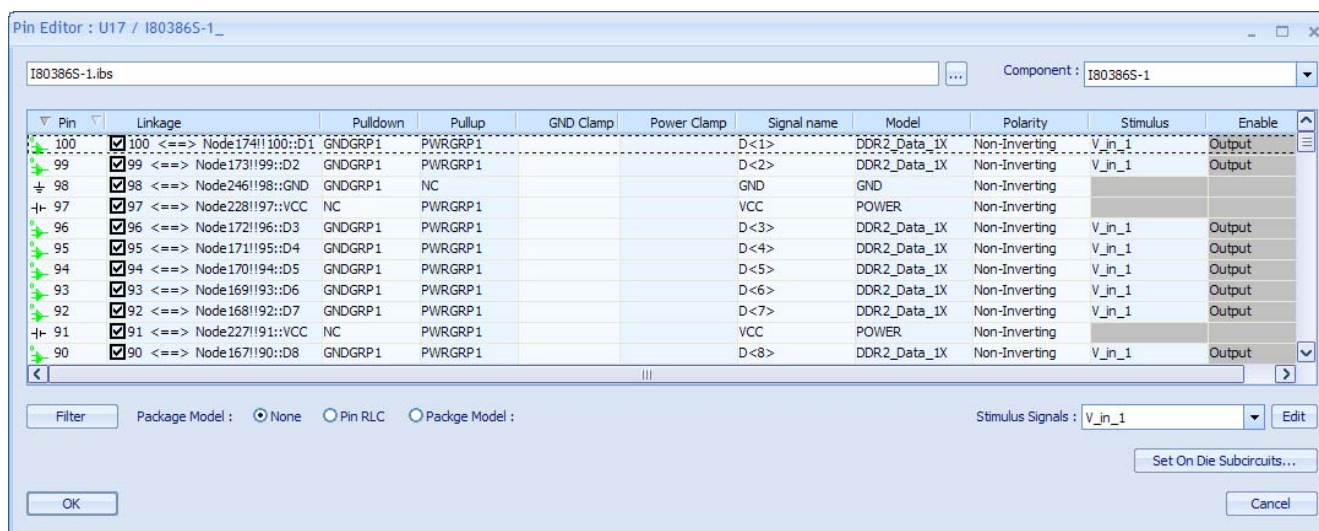 Pin Editor : U17 / I80386S-1_
I80386S-1.ibs ... Component : I80386S-1
Pin Linkage Pulldown Pullup GND Clamp Power Clamp Signal name Model Polarity Stimulus Enable
100 100 <==> Node174!!100::D1 GNDGRP1 PWRGRP1 D<1> DDR2_Data_1X Non-Inverting V_in_1 Output
99 99 <==> Node173!!99::D2 GNDGRP1 PWRGRP1 D<2> DDR2_Data_1X Non-Inverting V_in_1 Output
98 98 <==> Node246!!98::GND GNDGRP1 NC GND GND Non-Inverting
97 97 <==> Node228!!97::VCC NC PWRGRP1 VCC POWER Non-Inverting
96 96 <==> Node172!!96::D3 GNDGRP1 PWRGRP1 D<3> DDR2_Data_1X Non-Inverting V_in_1 Output
95 95 <==> Node171!!95::D4 GNDGRP1 PWRGRP1 D<4> DDR2_Data_1X Non-Inverting V_in_1 Output
94 94 <==> Node170!!94::D5 GNDGRP1 PWRGRP1 D<5> DDR2_Data_1X Non-Inverting V_in_1 Output
93 93 <==> Node169!!93::D6 GNDGRP1 PWRGRP1 D<6> DDR2_Data_1X Non-Inverting V_in_1 Output
92 92 <==> Node168!!92::D7 GNDGRP1 PWRGRP1 D<7> DDR2_Data_1X Non-Inverting V_in_1 Output
91 91 <==> Node227!!91::VCC NC PWRGRP1 VCC POWER Non-Inverting
90 90 <==> Node167!!90::D8 GNDGRP1 PWRGRP1 D<8> DDR2_Data_1X Non-Inverting V_in_1 Output
Filter Package Model : None Pin RLC Packge Model : Stimulus Signals : V_in_1 Edit
Set On Die Subcircuits...
OK Cancel